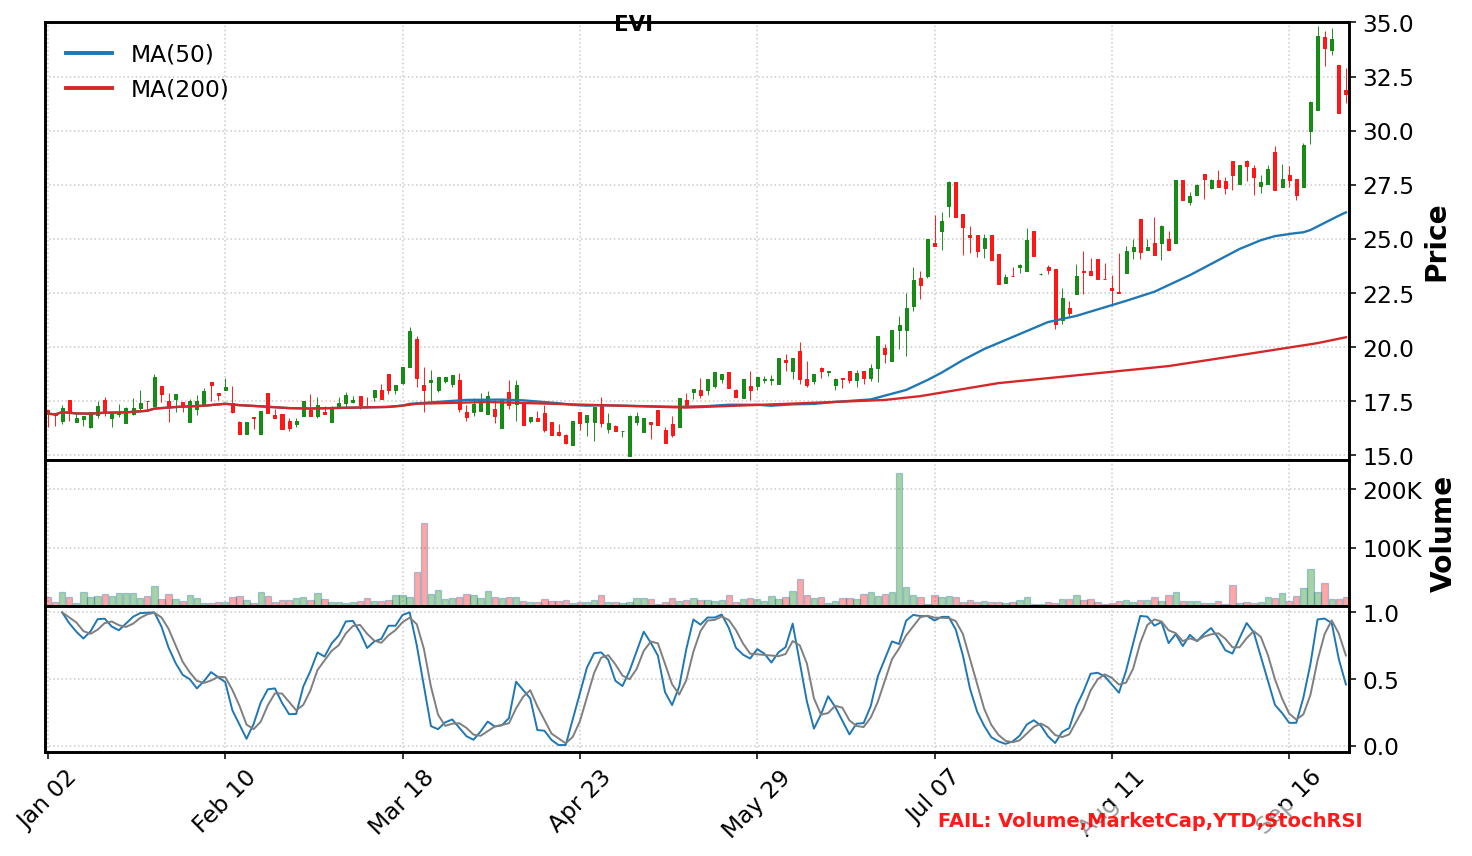 EVI
MA(50)
MA(200)
35.0
32.5
30.0
27.5
25.0
22.5
20.0
17.5
15.0
Price
200K
100K
Volume
1.0
0.5
0.0
Jan 02
Feb 10
Mar 18
Apr 23
May 29
Jul 07
Aug 11
Sep 16
FAIL: Volume,MarketCap,YTD,StochRSI